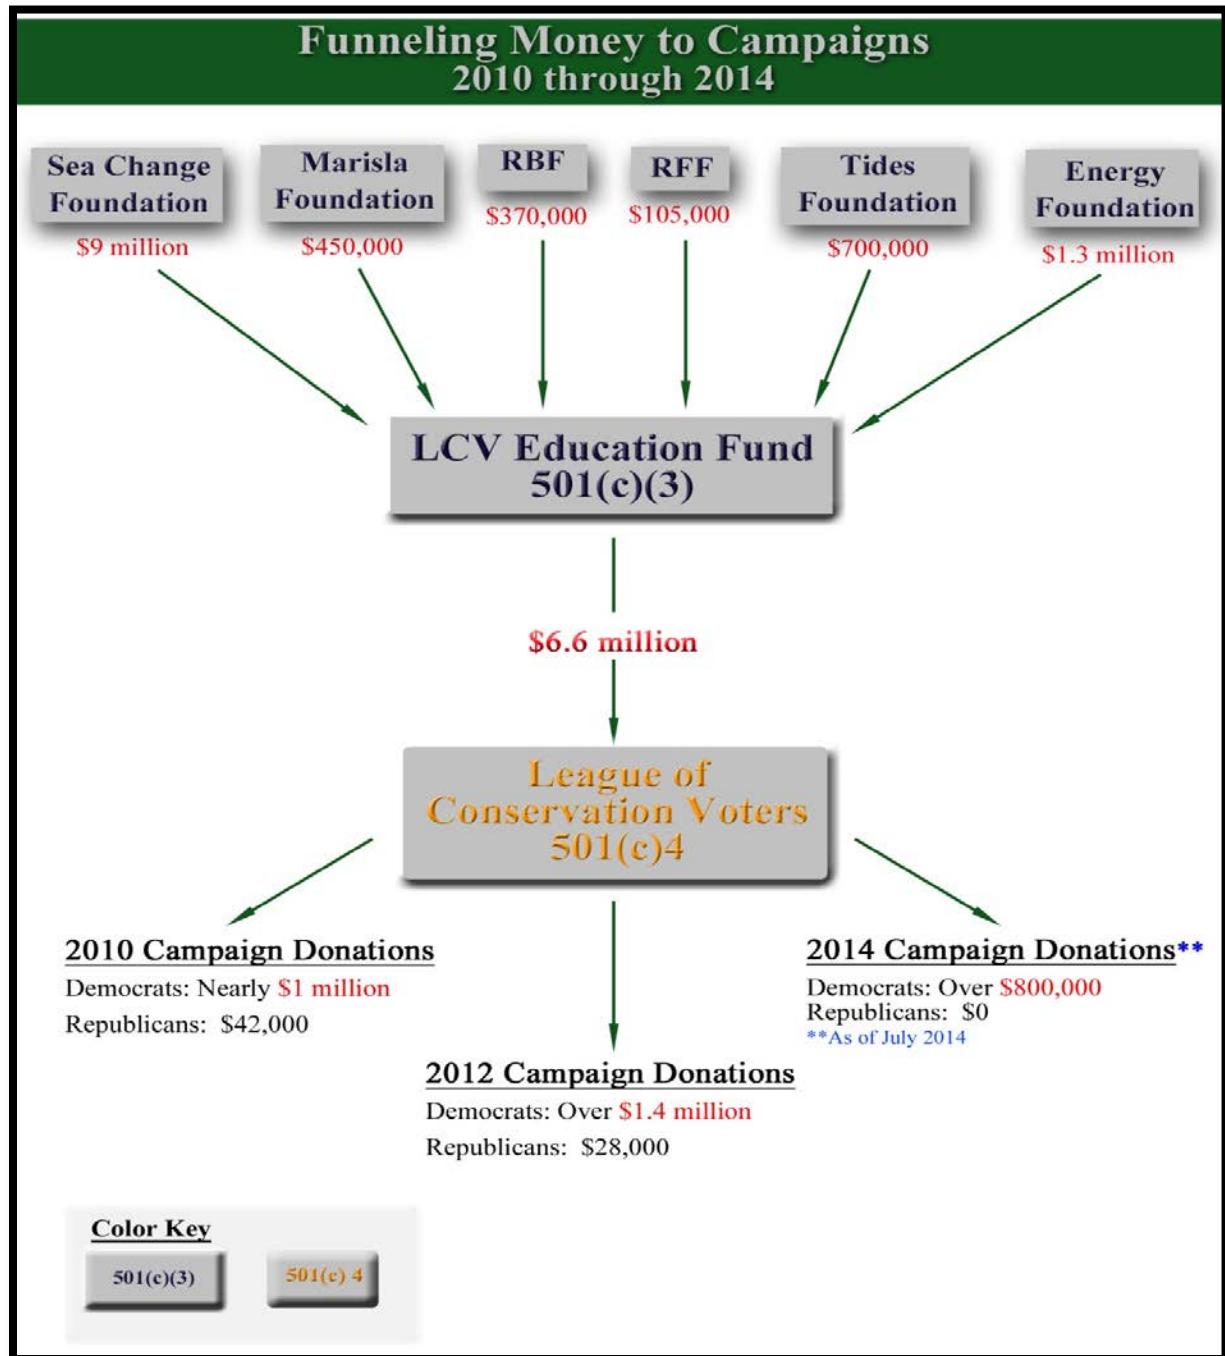 Funneling Money to Campaigns
2010 through 2014
Sea Change
Foundation
$9 million
Marisla
Foundation
$450,000
RBF
$370,000
RFF
$105,000
Tides
Foundation
$700,000
Energy
Foundation
$1.3 million
LCV Education Fund
501(c)(3)
$6.6 million
League of
Conservation Voters
501(c)4
2010 Campaign Donations
Democrats: Nearly $1 million
Republicans: $42,000
2014 Campaign Donations**
Democrats: Over $800,000
Republicans: $0
**As of July 2014
2012 Campaign Donations
Democrats: Over $1.4 million
Republicans: $28,000
Color Key
501(c)(3)
501(c) 4